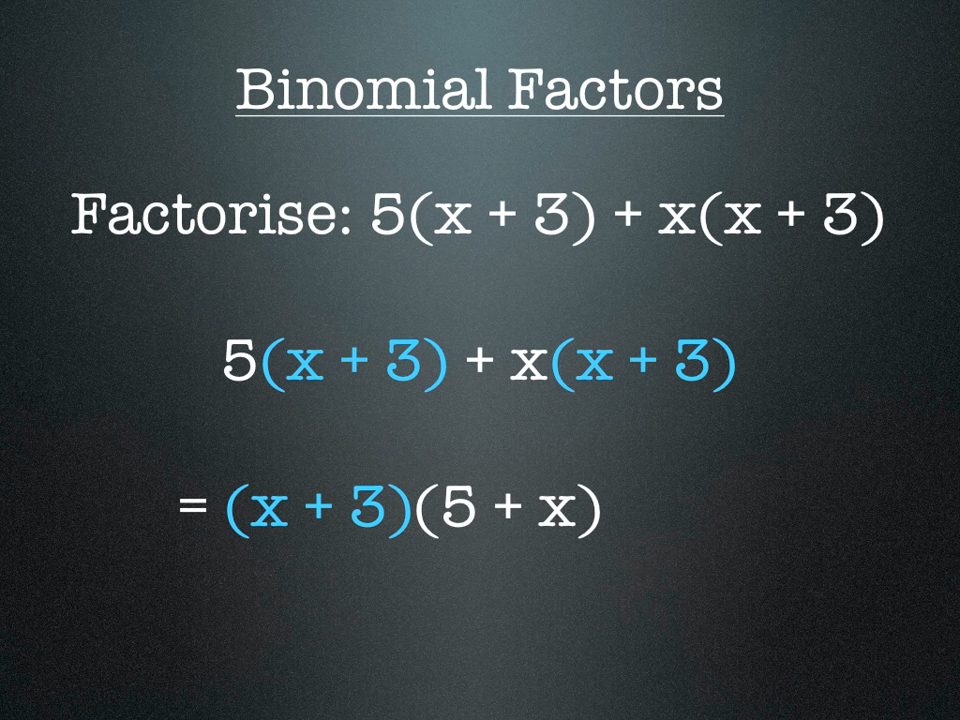 Binomial Factors
Factorise: 5(x + 3) + x(x + 3)
5(x + 3) + x(x + 3)
= (x + 3)(5 + x)